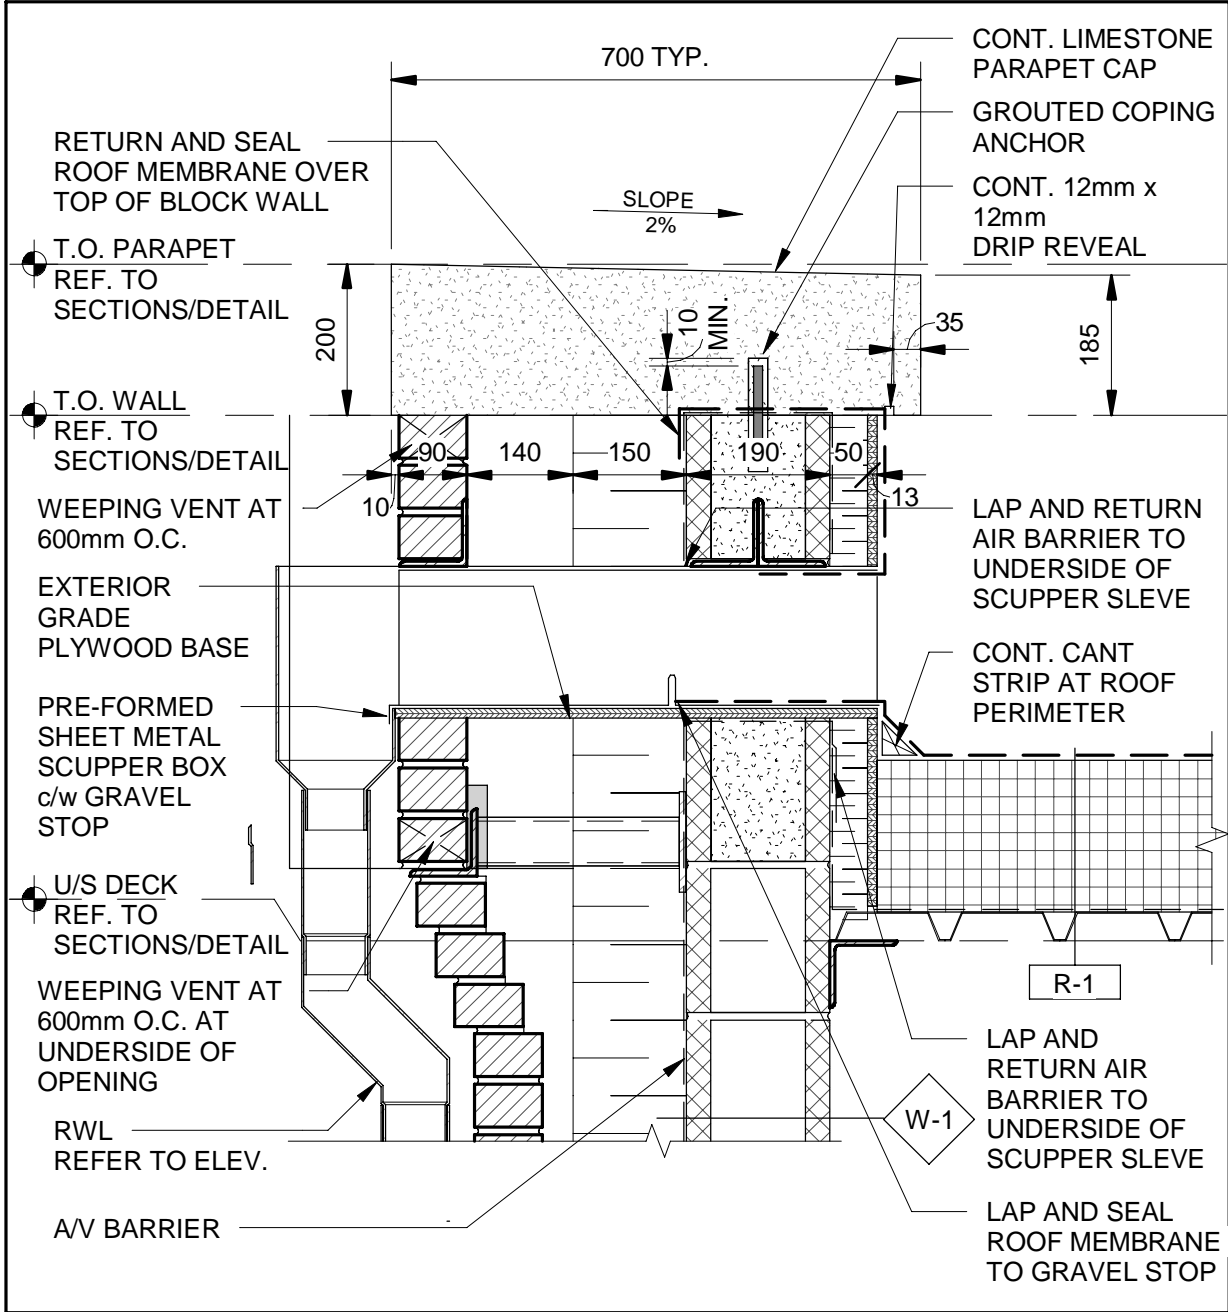 700 TYP.
CONT. LIMESTONE
PARAPET CAP
GROUTED COPING
ANCHOR
CONT. 12mm x
12mm
DRIP REVEAL
RETURN AND SEAL
ROOF MEMBRANE OVER
TOP OF BLOCK WALL
SLOPE
2%
T.O. PARAPET
REF. TO
SECTIONS/DETAIL
200
10
MIN.
35
185
T.O. WALL
REF. TO
SECTIONS/DETAIL
90
140
150
190
50
10
13
WEEPING VENT AT
600mm O.C.
LAP AND RETURN
AIR BARRIER TO
UNDERSIDE OF
SCUPPER SLEVE
EXTERIOR
GRADE
PLYWOOD BASE
CONT. CANT
STRIP AT ROOF
PERIMETER
PRE-FORMED
SHEET METAL
SCUPPER BOX
c/w GRAVEL
STOP
U/S DECK
REF. TO
SECTIONS/DETAIL
R-1
WEEPING VENT AT
600mm O.C. AT
UNDERSIDE OF
OPENING
LAP AND
RETURN AIR
BARRIER TO
UNDERSIDE OF
SCUPPER SLEVE
W-1
RWL
REFER TO ELEV.
A/V BARRIER
LAP AND SEAL
ROOF MEMBRANE
TO GRAVEL STOP